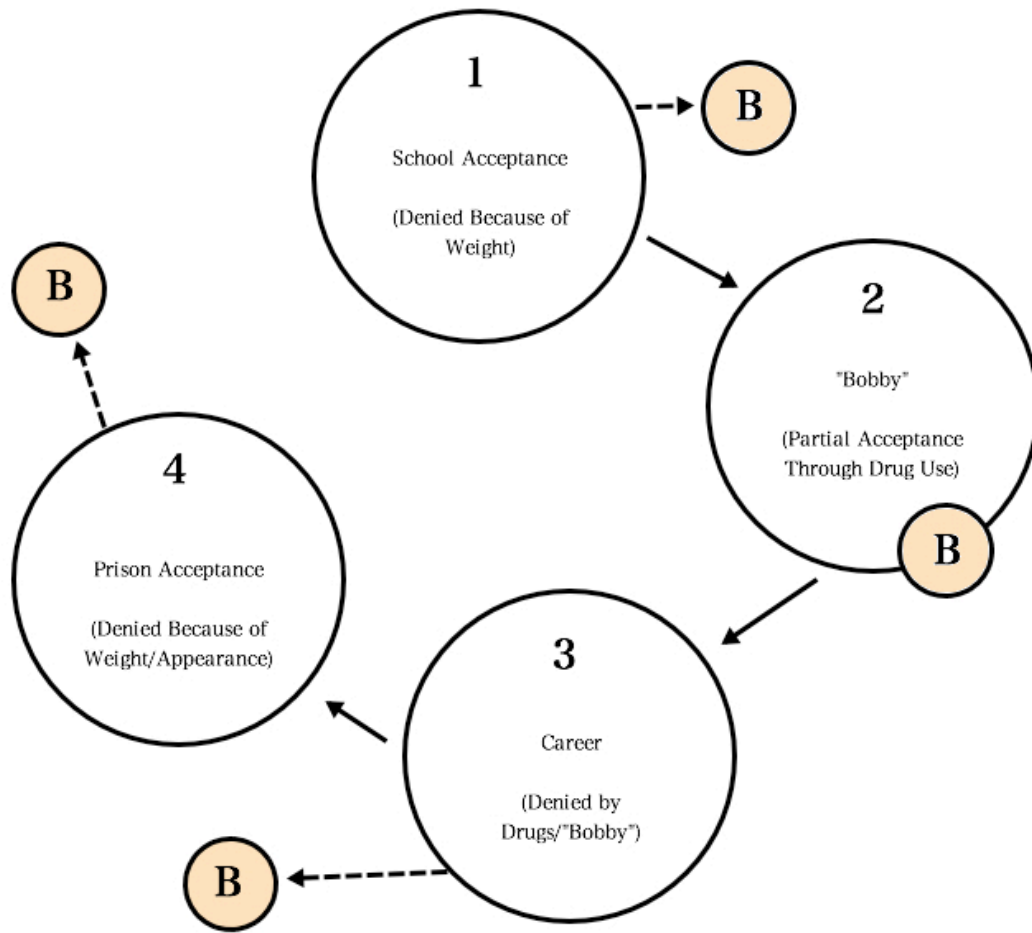 1
School Acceptance
(Denied Because of
Weight)
B
2
"Bobby"
(Partial Acceptance
Through Drug Use)
B
3
Career
(Denied by
Drugs/"Bobby")
B
4
Prison Acceptance
(Denied Because of
Weight/Appearance)
B